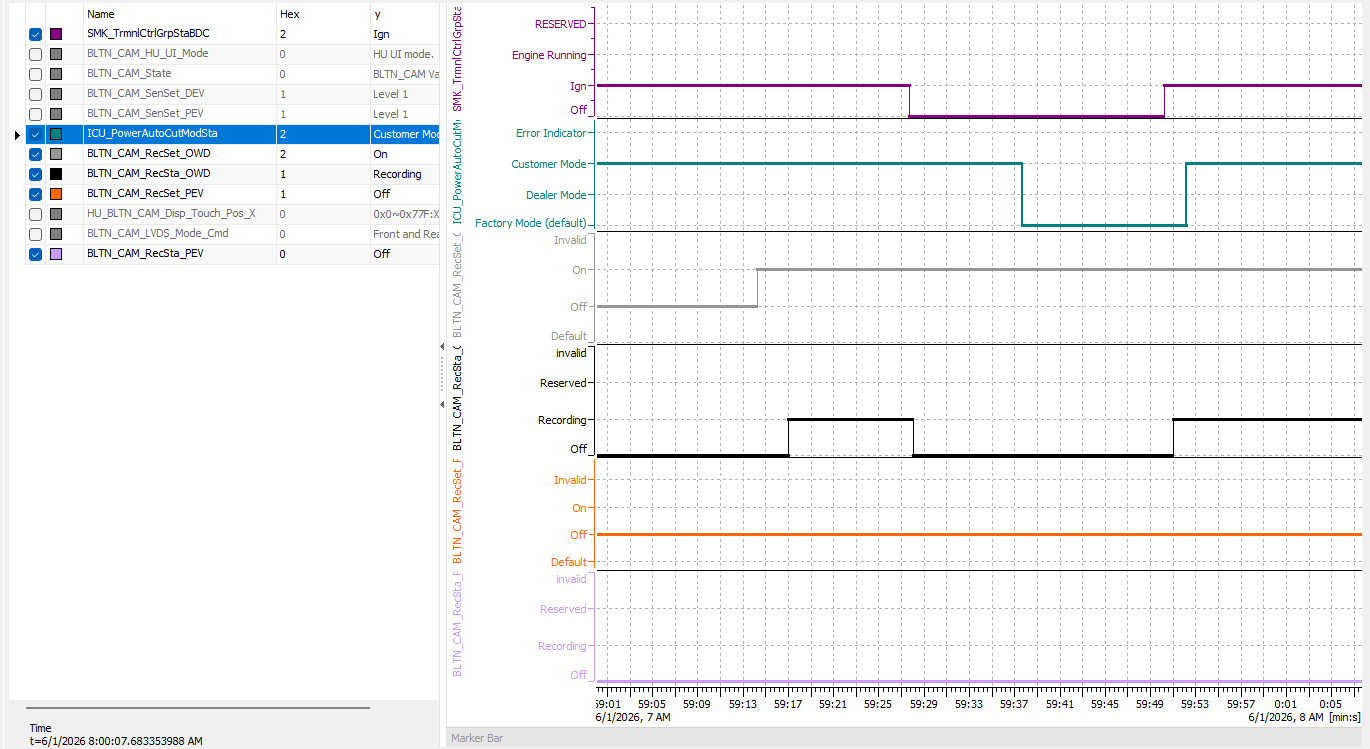 Name Hex y
SMK_TrmnlCtrlGrpStaBDC 2 Ign
BLTN_CAM_HU_UI_Mode 0 HU UI mode.
BLTN_CAM_State 0 BLTN_CAM Va
BLTN_CAM_SenSet_DEV 1 Level 1
BLTN_CAM_SenSet_PEV 1 Level 1
ICU_PowerAutoCutModSta 2 Customer Mod
BLTN_CAM_RecSet_OWD 2 On
BLTN_CAM_RecSta_OWD 1 Recording
BLTN_CAM_RecSet_PEV 1 Off
HU_BLTN_CAM_Disp_Touch_Pos_X 0 0x0~0x77F:X
BLTN_CAM_LVDS_Mode_Cmd 0 Front and Rea
BLTN_CAM_RecSta_PEV 0 Off
Time
t=6/1/2026 8:00:07.683353988 AM
SMK_TrmnlCtrlGrpSta
RESERVED
Engine Running
Ign
Off
ICU_PowerAutoCutM
Error Indicator
Customer Mode
Dealer Mode
Factory Mode (default)
BLTN_CAM_RecSet_
Invalid
On
Off
Default
BLTN_CAM_RecSta_
invalid
Reserved
Recording
Off
BLTN_CAM_RecSet_
Invalid
On
Off
Default
BLTN_CAM_RecSta_
invalid
Reserved
Recording
Off
59:01 59:05 59:09 59:13 59:17 59:21 59:25 59:29 59:33 59:37 59:41 59:45 59:49 59:53 59:57 0:01 0:05
6/1/2026, 7 AM 6/1/2026, 8 AM [min:s]
Marker Bar